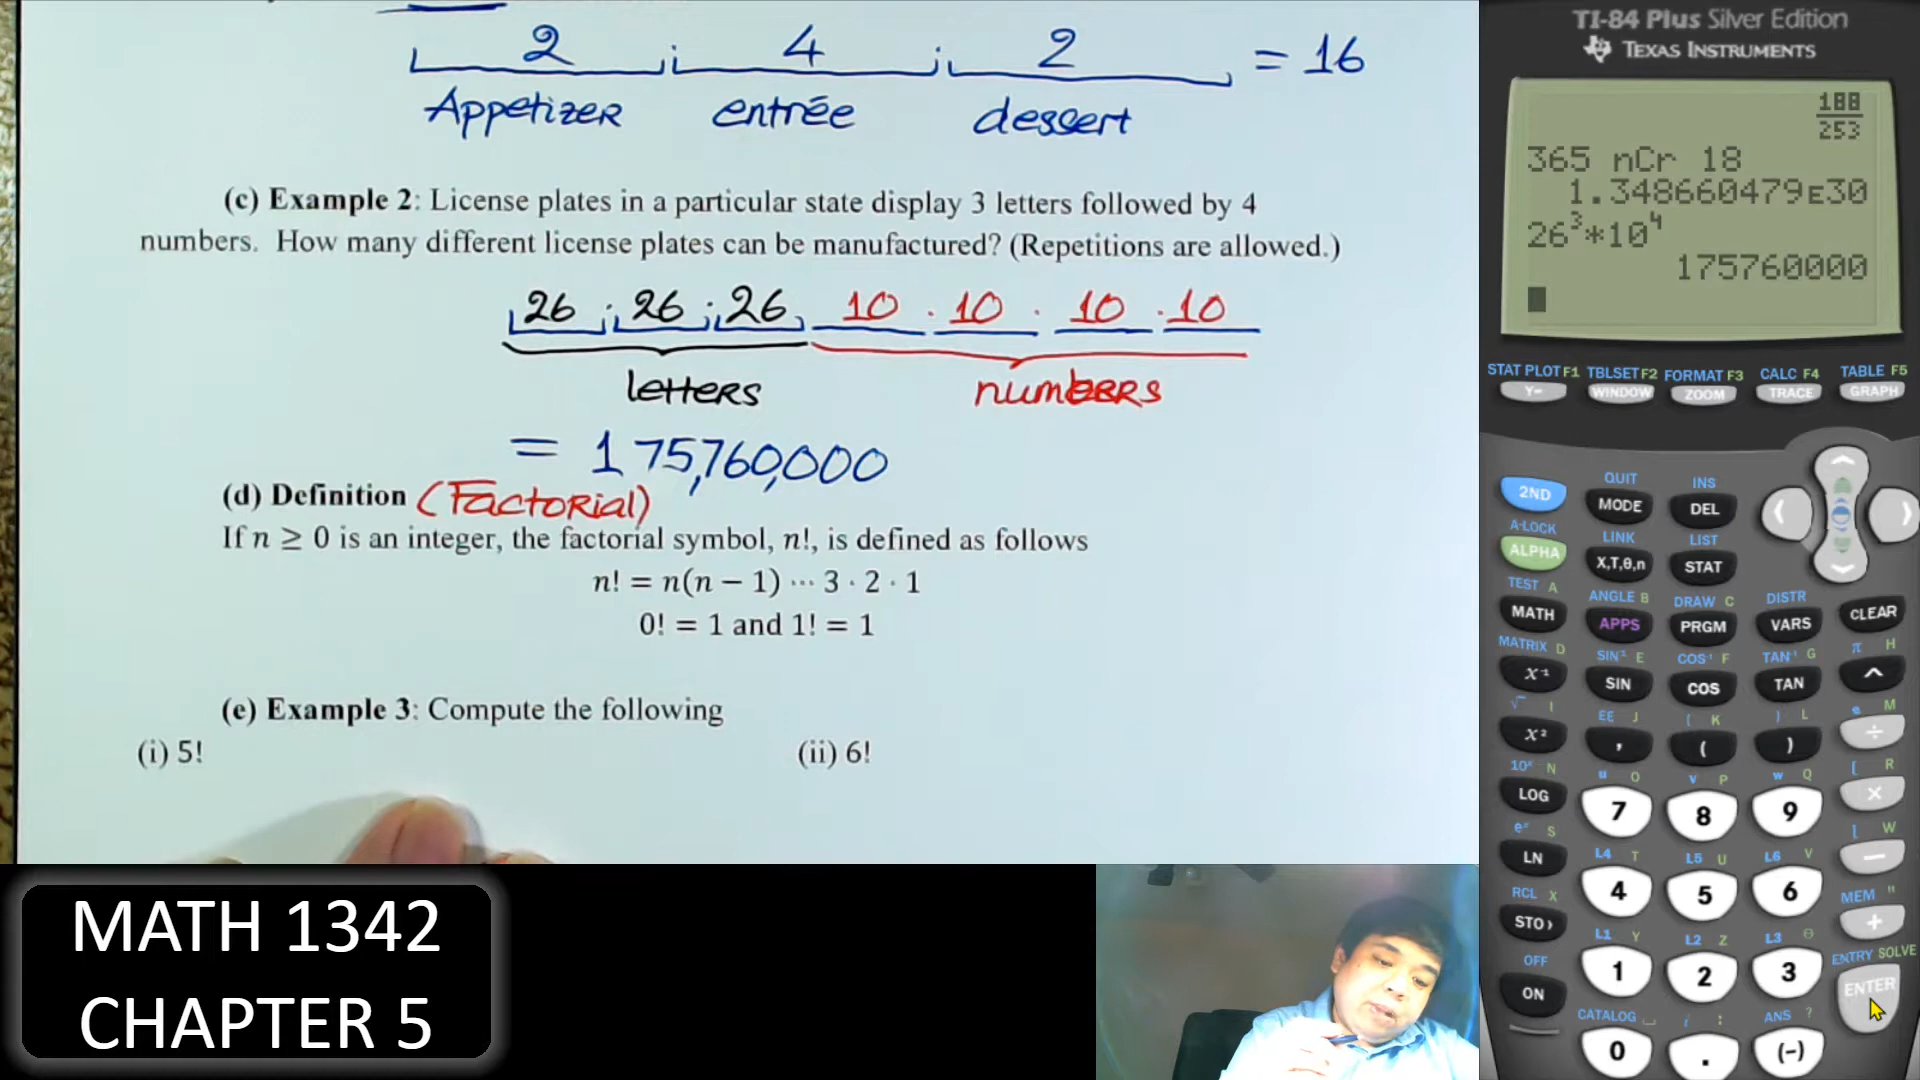 2 · 4 · 2 = 16
Appetizer entrée dessert
(c) Example 2: License plates in a particular state display 3 letters followed by 4
numbers. How many different license plates can be manufactured? (Repetitions are allowed.)
26 · 26 · 26 · 10 · 10 · 10 · 10
letters numbers
= 175,760,000
(d) Definition (Factorial)
If n ≥ 0 is an integer, the factorial symbol, n!, is defined as follows
n! = n(n − 1) ⋯ 3 · 2 · 1
0! = 1 and 1! = 1
(e) Example 3: Compute the following
(i) 5! (ii) 6!
MATH 1342
CHAPTER 5
TI-84 Plus Silver Edition
TEXAS INSTRUMENTS
188
253
365 nCr 18
1.348660479E30
26³*10⁴
175760000
STAT PLOT F1 TBLSET F2 FORMAT F3 CALC F4 TABLE F5
Y= WINDOW ZOOM TRACE GRAPH
QUIT INS
2ND MODE DEL
A-LOCK LINK LIST
ALPHA X,T,θ,n STAT
TEST A ANGLE B DRAW C DISTR
MATH APPS PRGM VARS CLEAR
MATRIX D SIN⁻¹ E COS⁻¹ F TAN⁻¹ G π H
x⁻¹ SIN COS TAN ^
√ I EE J { K } L e M
x² , ( ) ÷
10ˣ N u O v P w Q [ R
LOG 7 8 9 ×
eˣ S L4 T L5 U L6 V ] W
LN 4 5 6 −
RCL X L1 Y L2 Z L3 θ MEM "
STO› 1 2 3 +
OFF CATALOG ␣ i : ANS ? ENTRY SOLVE
ON 0 . (-) ENTER